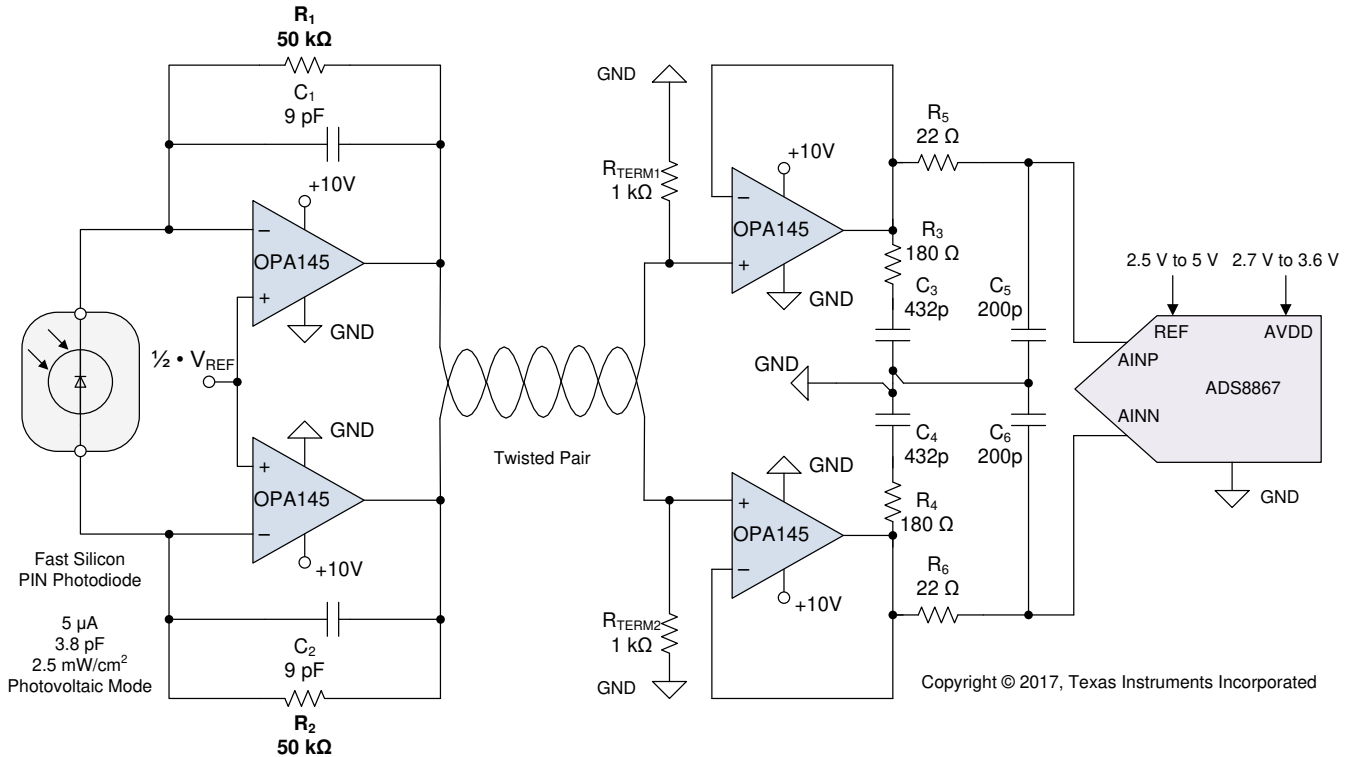 R1
50 kΩ
C1
9 pF
+10V
−
OPA145
+
GND
½ • VREF
GND
+
OPA145
−
+10V
C2
9 pF
R2
50 kΩ
Fast Silicon
PIN Photodiode
5 µA
3.8 pF
2.5 mW/cm2
Photovoltaic Mode
Twisted Pair
GND
RTERM1
1 kΩ
+10V
−
OPA145
+
GND
R5
22 Ω
R3
180 Ω
C3
432p
C5
200p
GND
C4
432p
C6
200p
GND
+
OPA145
−
+10V
R4
180 Ω
R6
22 Ω
RTERM2
1 kΩ
GND
2.5 V to 5 V
2.7 V to 3.6 V
REF
AVDD
AINP
ADS8867
AINN
GND
Copyright © 2017, Texas Instruments Incorporated